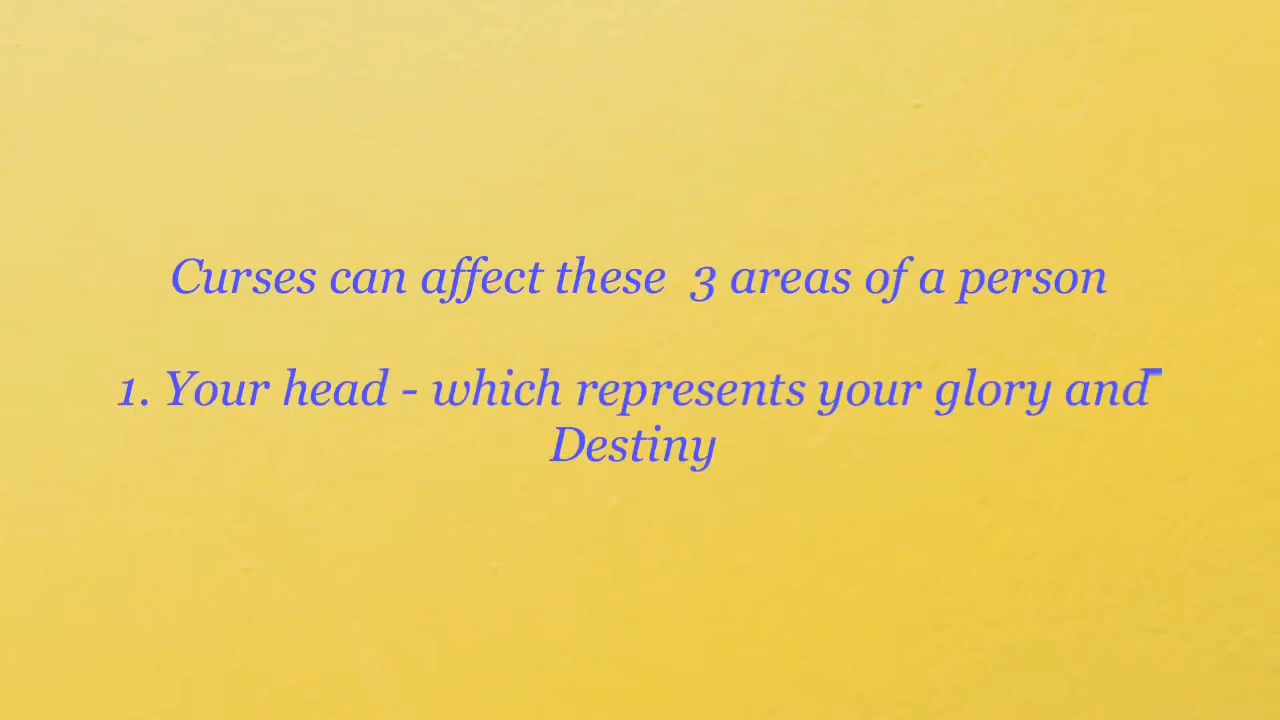 Curses can affect these  3 areas of a person
1. Your head - which represents your glory and
Destiny